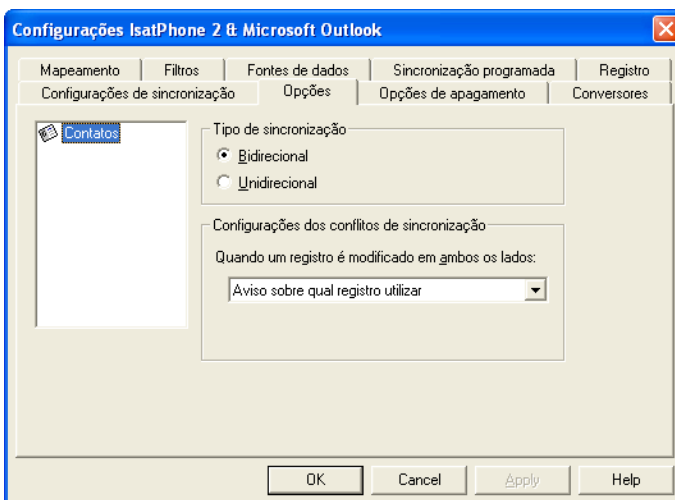 Configurações IsatPhone 2 & Microsoft Outlook
Mapeamento Filtros Fontes de dados Sincronização programada Registro
Configurações de sincronização Opções Opções de apagamento Conversores
Contatos
Tipo de sincronização
Bidirecional
Unidirecional
Configurações dos conflitos de sincronização
Quando um registro é modificado em ambos os lados:
Aviso sobre qual registro utilizar
OK Cancel Apply Help